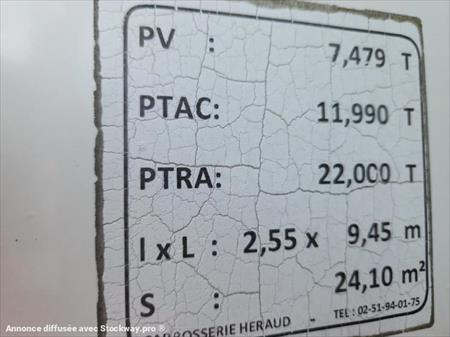 PV : 7,479 T
PTAC: 11,990 T
PTRA: 22,000 T
l x L : 2,55 x 9,45 m
S : 24,10 m²
CARROSSERIE HERAUD - TEL : 02-51-94-01-75
Annonce diffusée avec Stockway.pro ®